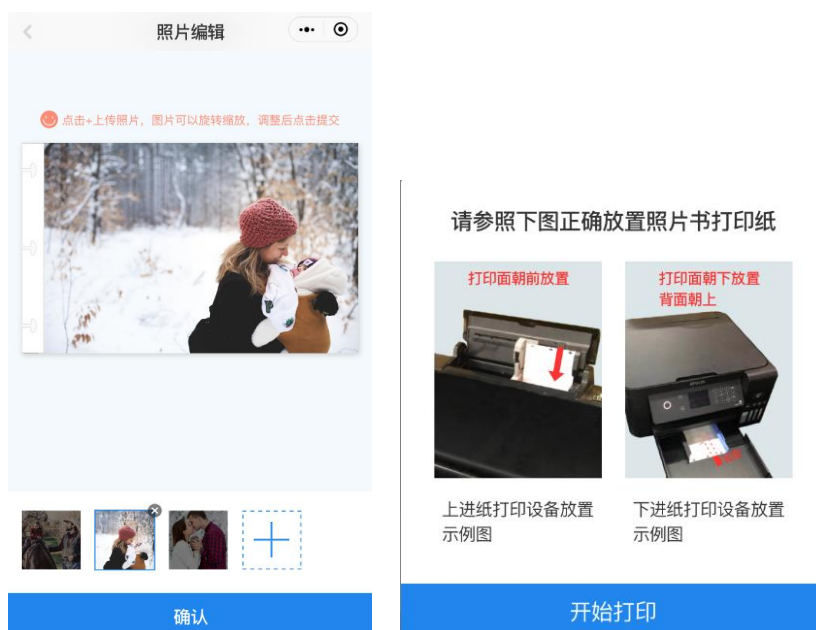 照片编辑
点击+上传照片，图片可以旋转缩放，调整后点击提交
确认
请参照下图正确放置照片书打印纸
打印面朝前放置
打印面朝下放置
背面朝上
上进纸打印设备放置
示例图
下进纸打印设备放置
示例图
开始打印